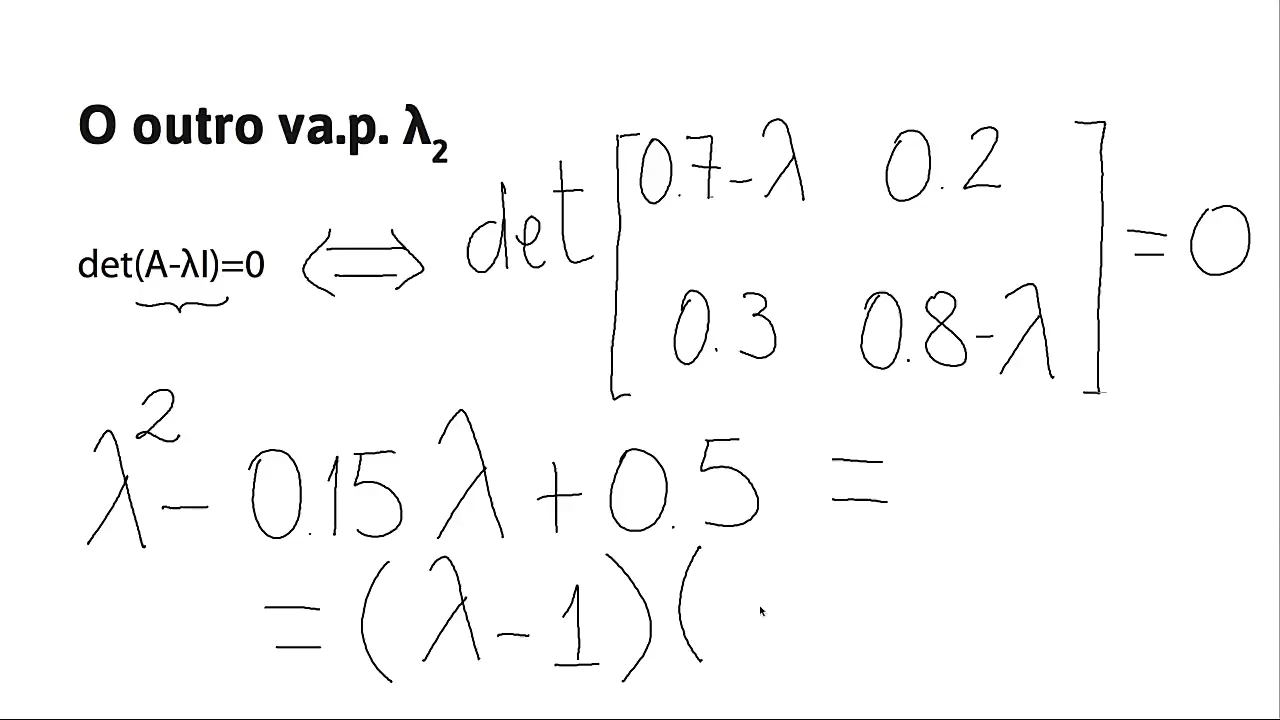 O outro va.p. λ₂
det(A-λI)=0 ⟺ det [0.7-λ 0.2
0.3 0.8-λ] = 0
λ² - 0.15 λ + 0.5 =
= (λ - 1) (